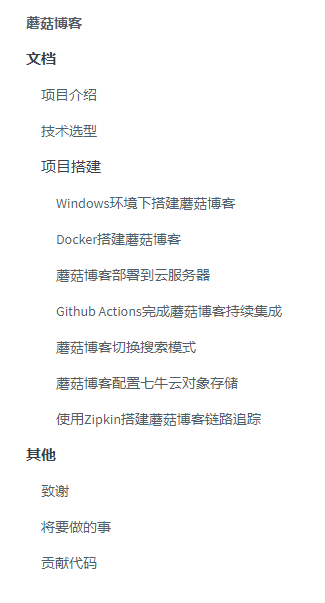 蘑菇博客
文档
项目介绍
技术选型
项目搭建
Windows环境下搭建蘑菇博客
Docker搭建蘑菇博客
蘑菇博客部署到云服务器
Github Actions完成蘑菇博客持续集成
蘑菇博客切换搜索模式
蘑菇博客配置七牛云对象存储
使用Zipkin搭建蘑菇博客链路追踪
其他
致谢
将要做的事
贡献代码